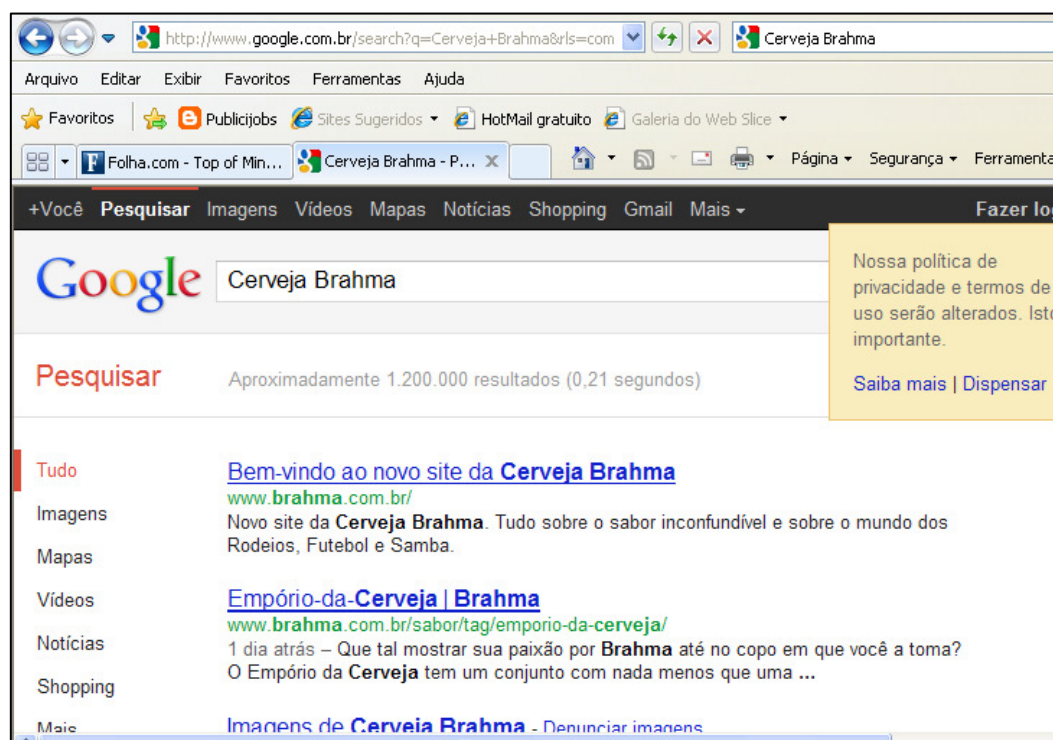 http://www.google.com.br/search?q=Cerveja+Brahma&rls=com
Cerveja Brahma
Arquivo Editar Exibir Favoritos Ferramentas Ajuda
Favoritos Publicijobs Sites Sugeridos HotMail gratuito Galeria do Web Slice
Folha.com - Top of Min... Cerveja Brahma - P... Página Segurança Ferramenta
+Você Pesquisar Imagens Vídeos Mapas Notícias Shopping Gmail Mais Fazer lo
Google Cerveja Brahma
Nossa política de
privacidade e termos de
uso serão alterados. Isto
importante.
Saiba mais | Dispensar
Pesquisar Aproximadamente 1.200.000 resultados (0,21 segundos)
Tudo
Imagens
Mapas
Vídeos
Notícias
Shopping
Mais
Bem-vindo ao novo site da Cerveja Brahma
www.brahma.com.br/
Novo site da Cerveja Brahma. Tudo sobre o sabor inconfundível e sobre o mundo dos
Rodeios, Futebol e Samba.
Empório-da-Cerveja | Brahma
www.brahma.com.br/sabor/tag/emporio-da-cerveja/
1 dia atrás – Que tal mostrar sua paixão por Brahma até no copo em que você a toma?
O Empório da Cerveja tem um conjunto com nada menos que uma ...
Imagens de Cerveja Brahma - Denunciar imagens